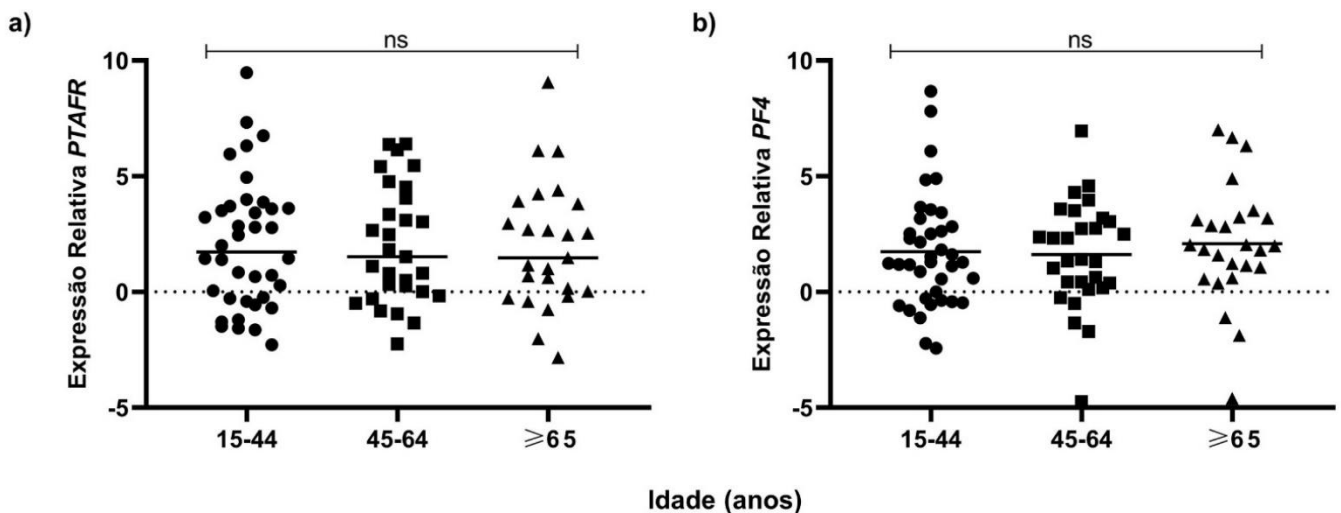 a)
ns
10
5
0
-5
Expressão Relativa PTAFR
15-44
45-64
≥65
b)
ns
10
5
0
-5
Expressão Relativa PF4
15-44
45-64
≥65
Idade (anos)